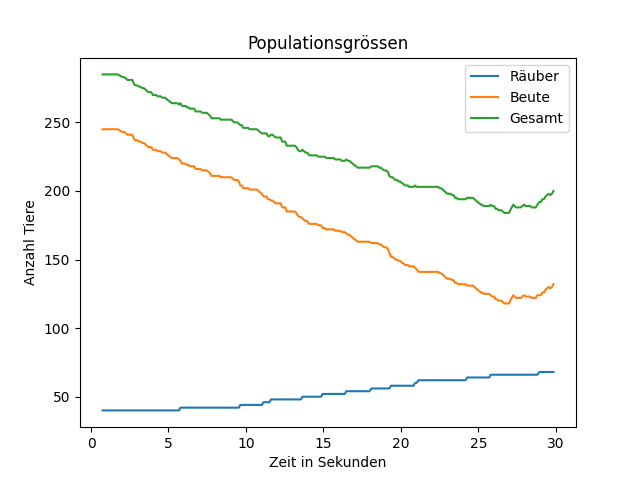 Populationsgrössen
Räuber
Beute
Gesamt
Anzahl Tiere
250
200
150
100
50
0
5
10
15
20
25
30
Zeit in Sekunden